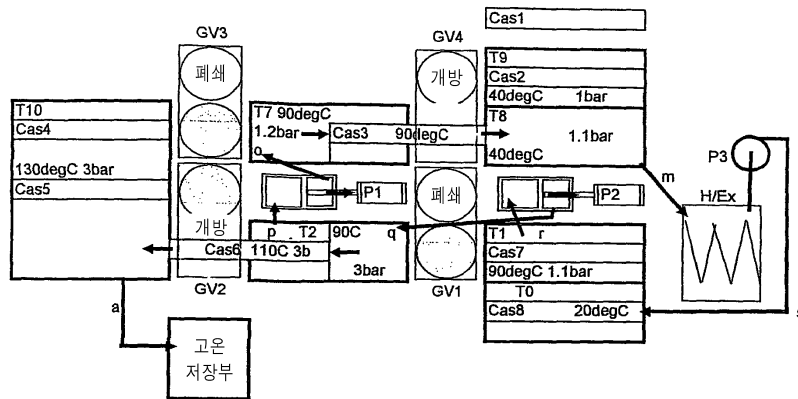 Cas1
GV3
GV4
T9
Cas2
40degC 1bar
폐쇄
개방
T10
Cas4
T7 90degC
1.2bar
Cas3 90degC
T8
1.1bar
40degC
o
P3
130degC 3bar
Cas5
P1
폐쇄
P2
m
H/Ex
개방
p
T2
90C
q
T1
r
Cas7
Cas6
110C 3b
3bar
90degC 1.1bar
T0
GV2
GV1
Cas8
20degC
a
고온
저장부